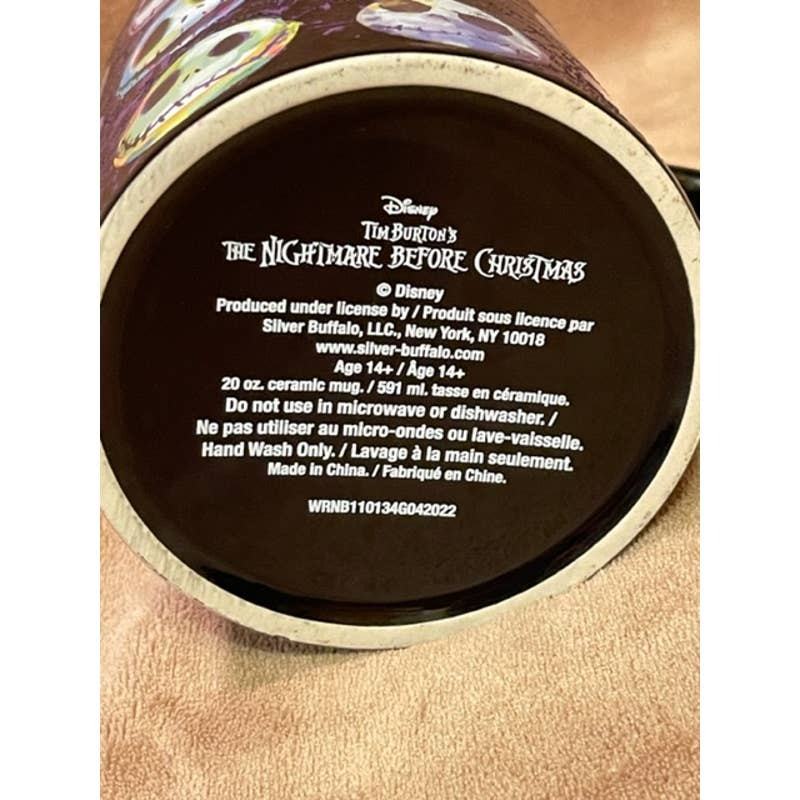 Disney
TIM BURTON'S
THE NIGHTMARE BEFORE CHRISTMAS
© Disney
Produced under license by / Produit sous licence par
Silver Buffalo, LLC., New York, NY 10018
www.silver-buffalo.com
Age 14+ / Âge 14+
20 oz. ceramic mug. / 591 ml. tasse en céramique.
Do not use in microwave or dishwasher. /
Ne pas utiliser au micro-ondes ou lave-vaisselle.
Hand Wash Only. / Lavage à la main seulement.
Made in China. / Fabriqué en Chine.
WRNB110134G042022